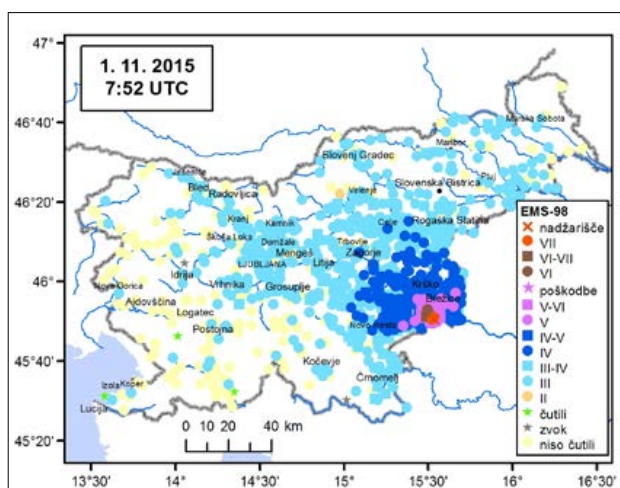 1. 11. 2015
7:52 UTC
47°
46°40'
46°20'
46°
45°40'
45°20'
13°30'
14°
14°30'
15°
15°30'
16°
16°30'
Murska Sobota
Maribor
Slovenj Gradec
Ptuj
Jesenice
Bled
Radovljica
Velenje
Slovenska Bistrica
Kranj
Kamnik
Celje
Rogaška Slatina
Škofja Loka
Domžale
Mengeš
Trbovlje
Zagorje
Idrija
LJUBLJANA
Litija
Krško
Nova Gorica
Vrhnika
Grosuplje
Brežice
Ajdovščina
Logatec
Postojna
Novo mesto
Kočevje
Črnomelj
Izola
Koper
Lucija
0 10 20 40 km
EMS-98
nadžarišče
VII
VI-VII
VI
poškodbe
V-VI
V
IV-V
IV
III-IV
III
II
čutili
zvok
niso čutili